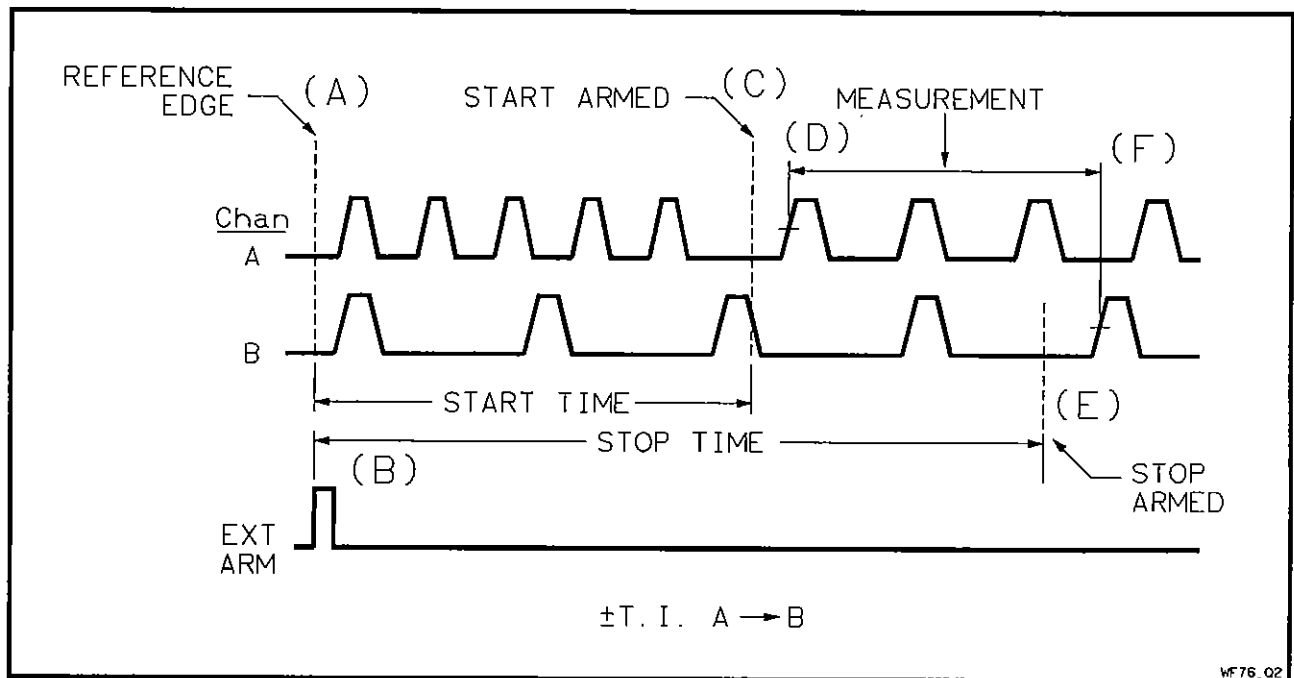 REFERENCE
EDGE
(A)
START ARMED
(C)
MEASUREMENT
(D)
(F)
Chan
A
B
START TIME
(E)
STOP TIME
(B)
STOP
ARMED
EXT
ARM
±T. I. A → B
WF76_02